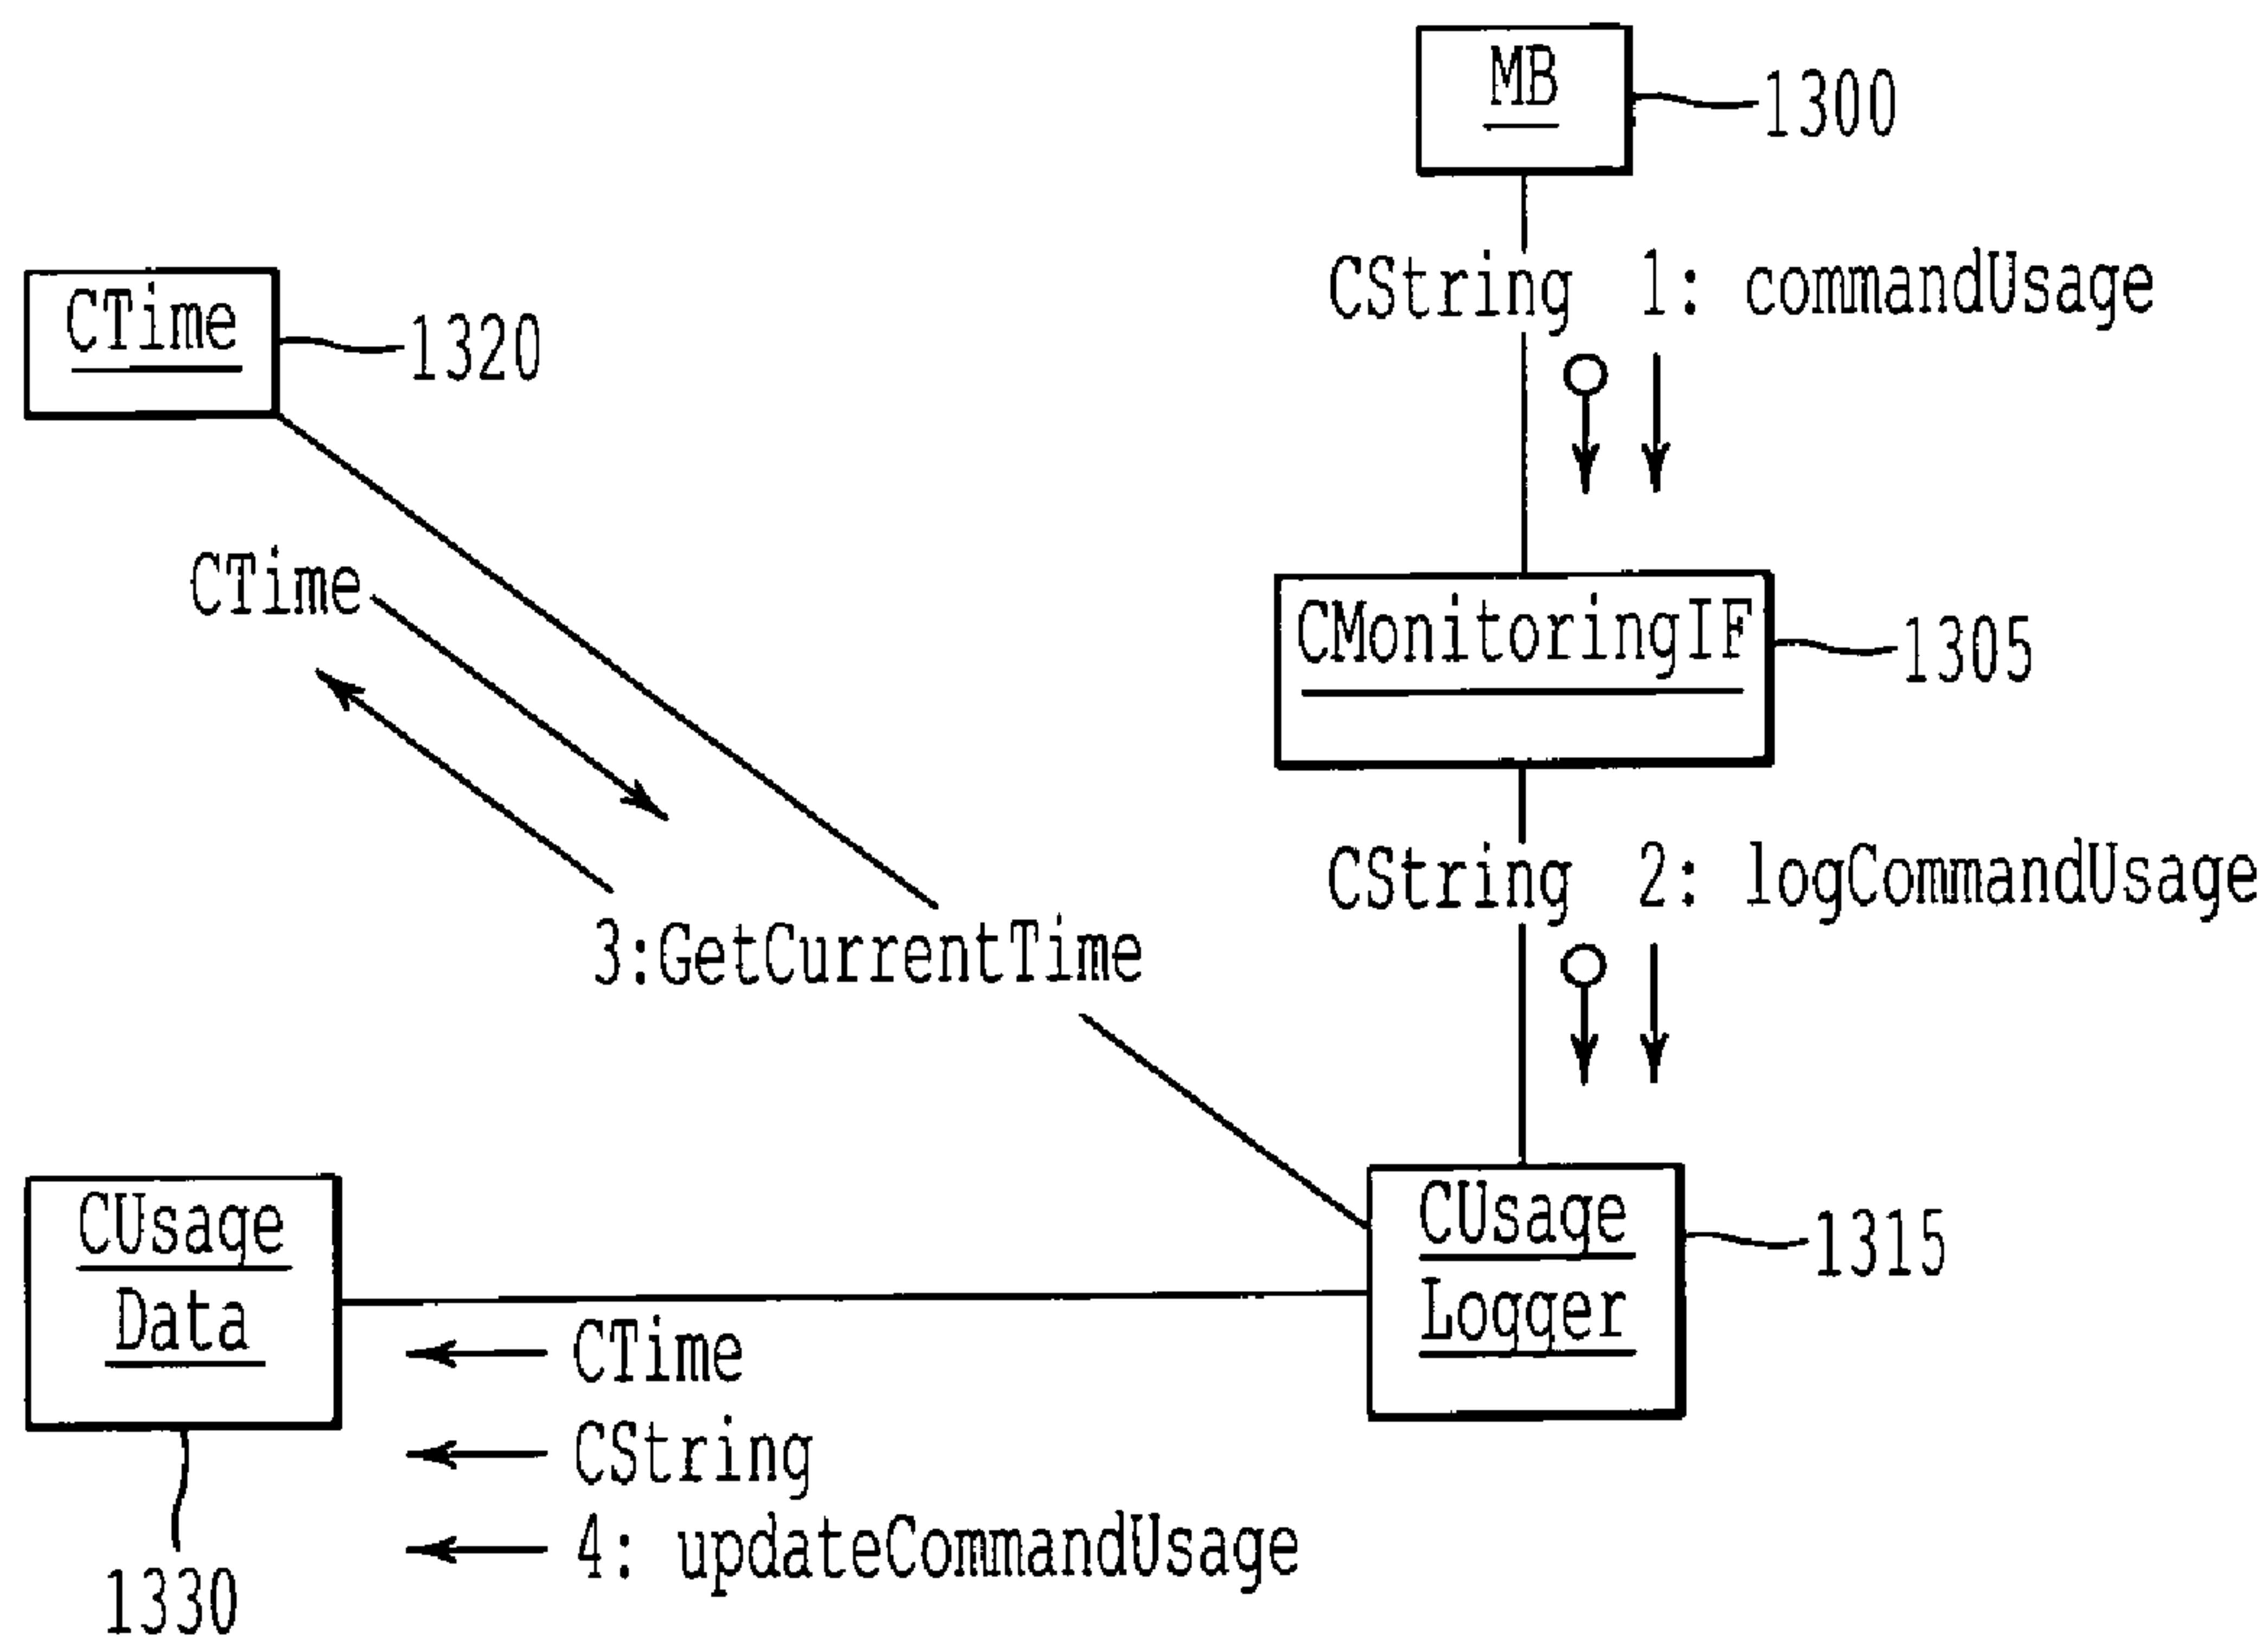 MB
1300
CString 1: commandUsage
CTime
1320
CTime
CMonitoringIF
1305
CString 2: logCommandUsage
3:GetCurrentTime
CUsage
Logger
1315
CUsage
Data
1330
CTime
CString
4: updateCommandUsage